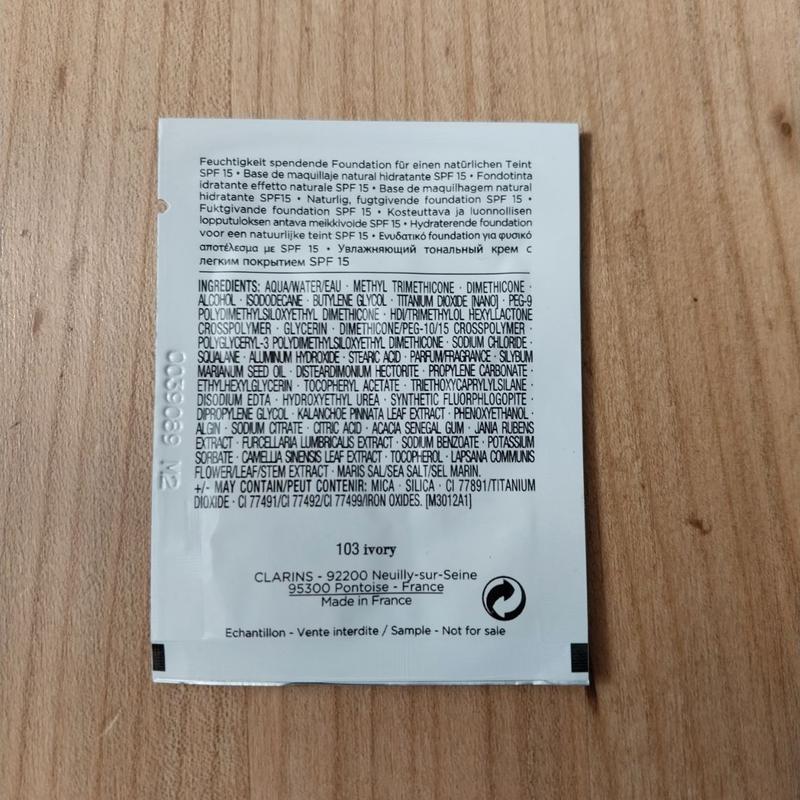 Feuchtigkeit spendende Foundation für einen natürlichen Teint
SPF 15 • Base de maquillaje natural hidratante SPF 15 • Fondotinta
idratante effetto naturale SPF 15 • Base de maquilhagem natural
hidratante SPF15 • Naturlig, fugtgivende foundation SPF 15 •
Fuktgivande foundation SPF 15 • Kosteuttava ja luonnollisen
lopputuloksen antava meikkivoide SPF 15 • Hydraterende foundation
voor een natuurlijke teint SPF 15 • Ενυδατικό foundation για φυσικό
αποτέλεσμα με SPF 15 • Увлажняющий тональный крем с
легким покрытием SPF 15
INGREDIENTS: AQUA/WATER/EAU · METHYL TRIMETHICONE · DIMETHICONE ·
ALCOHOL · ISODODECANE · BUTYLENE GLYCOL · TITANIUM DIOXIDE [NANO] · PEG-9
POLYDIMETHYLSILOXYETHYL DIMETHICONE · HDI/TRIMETHYLOL HEXYLLACTONE
CROSSPOLYMER · GLYCERIN · DIMETHICONE/PEG-10/15 CROSSPOLYMER ·
POLYGLYCERYL-3 POLYDIMETHYLSILOXYETHYL DIMETHICONE · SODIUM CHLORIDE ·
SQUALANE · ALUMINUM HYDROXIDE · STEARIC ACID · PARFUM/FRAGRANCE · SILYBUM
MARIANUM SEED OIL · DISTEARDIMONIUM HECTORITE · PROPYLENE CARBONATE ·
ETHYLHEXYLGLYCERIN · TOCOPHERYL ACETATE · TRIETHOXYCAPRYLYLSILANE ·
DISODIUM EDTA · HYDROXYETHYL UREA · SYNTHETIC FLUORPHLOGOPITE ·
DIPROPYLENE GLYCOL · KALANCHOE PINNATA LEAF EXTRACT · PHENOXYETHANOL ·
ALGIN · SODIUM CITRATE · CITRIC ACID · ACACIA SENEGAL GUM · JANIA RUBENS
EXTRACT · FURCELLARIA LUMBRICALIS EXTRACT · SODIUM BENZOATE · POTASSIUM
SORBATE · CAMELLIA SINENSIS LEAF EXTRACT · TOCOPHEROL · LAPSANA COMMUNIS
FLOWER/LEAF/STEM EXTRACT · MARIS SAL/SEA SALT/SEL MARIN.
+/- MAY CONTAIN/PEUT CONTENIR: MICA · SILICA · CI 77891/TITANIUM
DIOXIDE · CI 77491/CI 77492/CI 77499/IRON OXIDES. [M3012A1]
0039089 M2
103 ivory
CLARINS - 92200 Neuilly-sur-Seine
95300 Pontoise - France
Made in France
Echantillon - Vente interdite / Sample - Not for sale